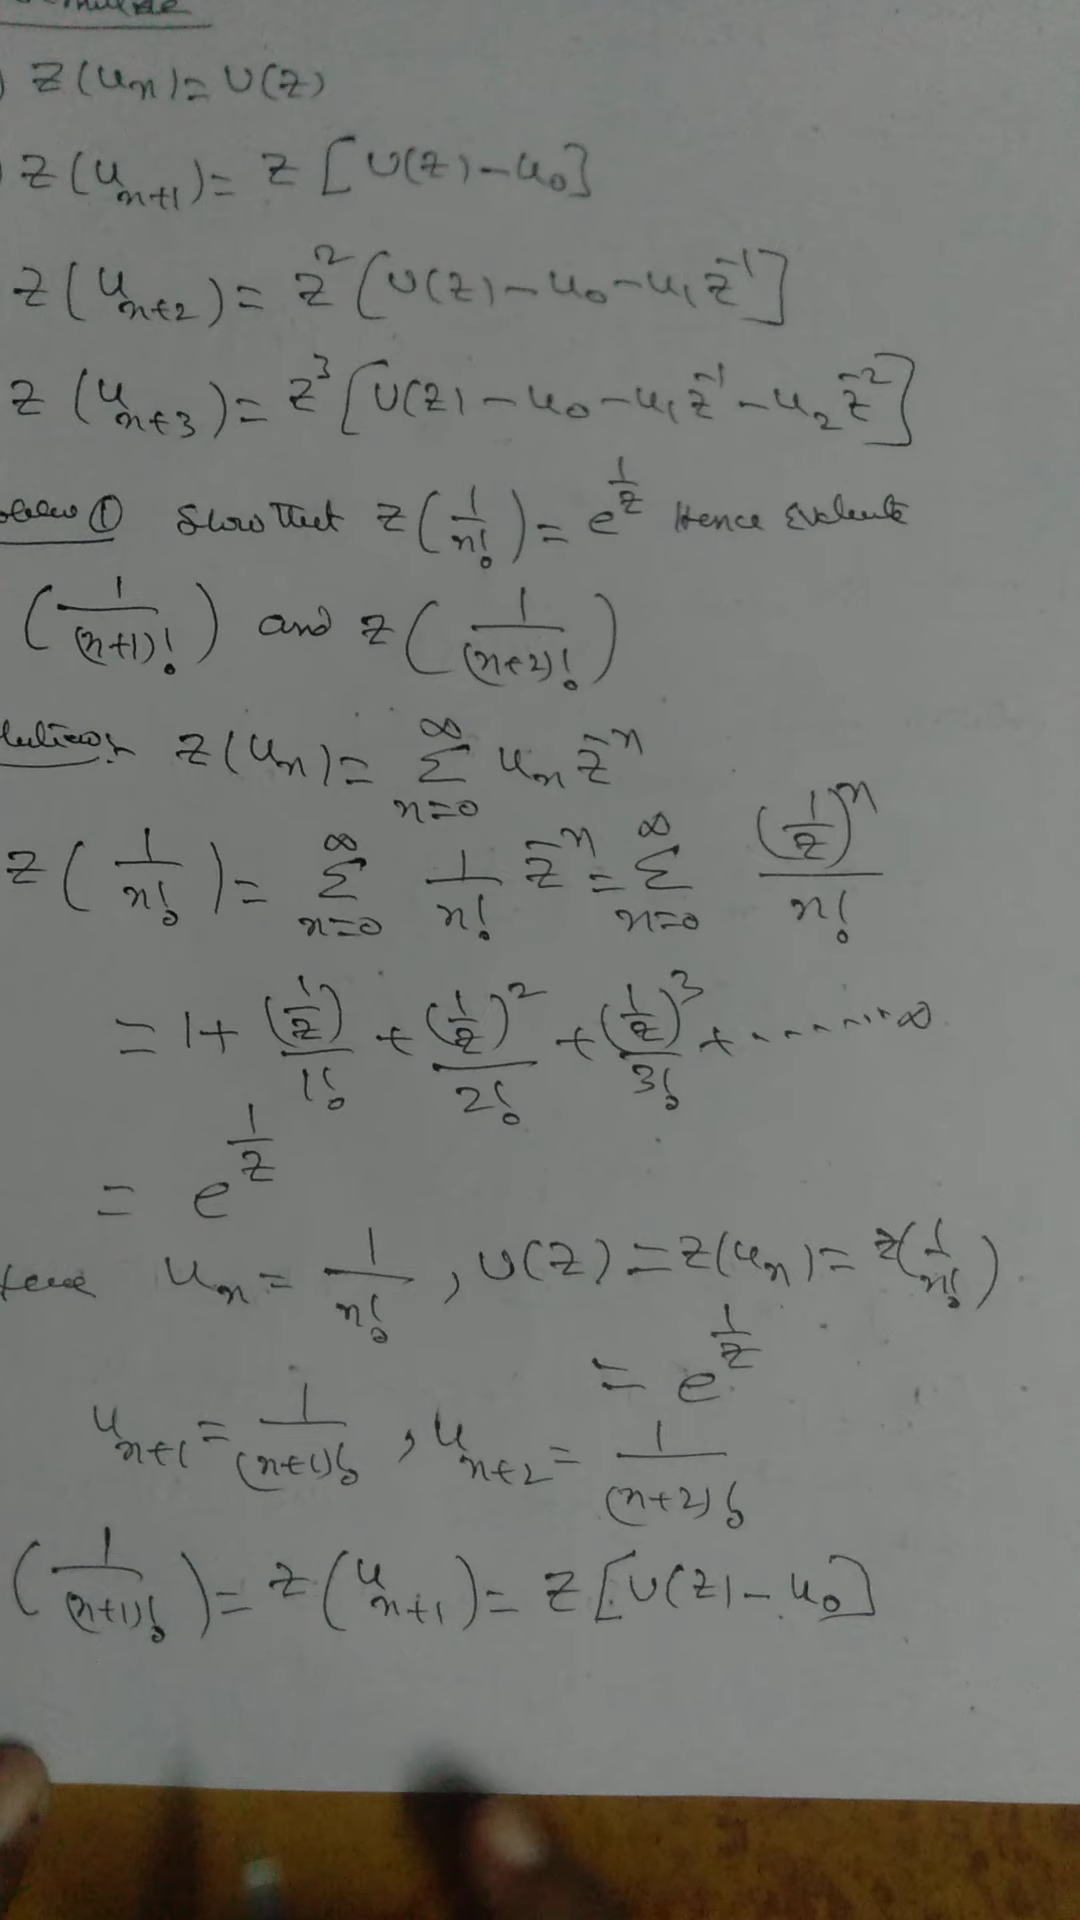 Z(uₙ) = U(Z)
Z(uₙ₊₁) = Z [U(Z) - u₀]
Z(uₙ₊₂) = Z² [U(Z) - u₀ - u₁ Z⁻¹]
Z(uₙ₊₃) = Z³ [U(Z) - u₀ - u₁ Z⁻¹ - u₂ Z⁻²]
① Show that Z(1/n!) = e^(1/Z) Hence Evaluate
(1/(n+1)!) and Z(1/(n+2)!)
Z(uₙ) = ∑_{n=0}^{∞} uₙ Z⁻ⁿ
Z(1/n!) = ∑_{n=0}^{∞} 1/n! Z⁻ⁿ = ∑_{n=0}^{∞} (1/Z)ⁿ/n!
= 1 + (1/Z)/1! + (1/Z)²/2! + (1/Z)³/3! + ........ ∞
= e^(1/Z)
uₙ = 1/n!, U(Z) = Z(uₙ) = Z(1/n!)
= e^(1/Z)
uₙ₊₁ = 1/(n+1)!, uₙ₊₂ = 1/(n+2)!
(1/(n+1)!) = Z(uₙ₊₁) = Z [U(Z) - u₀]